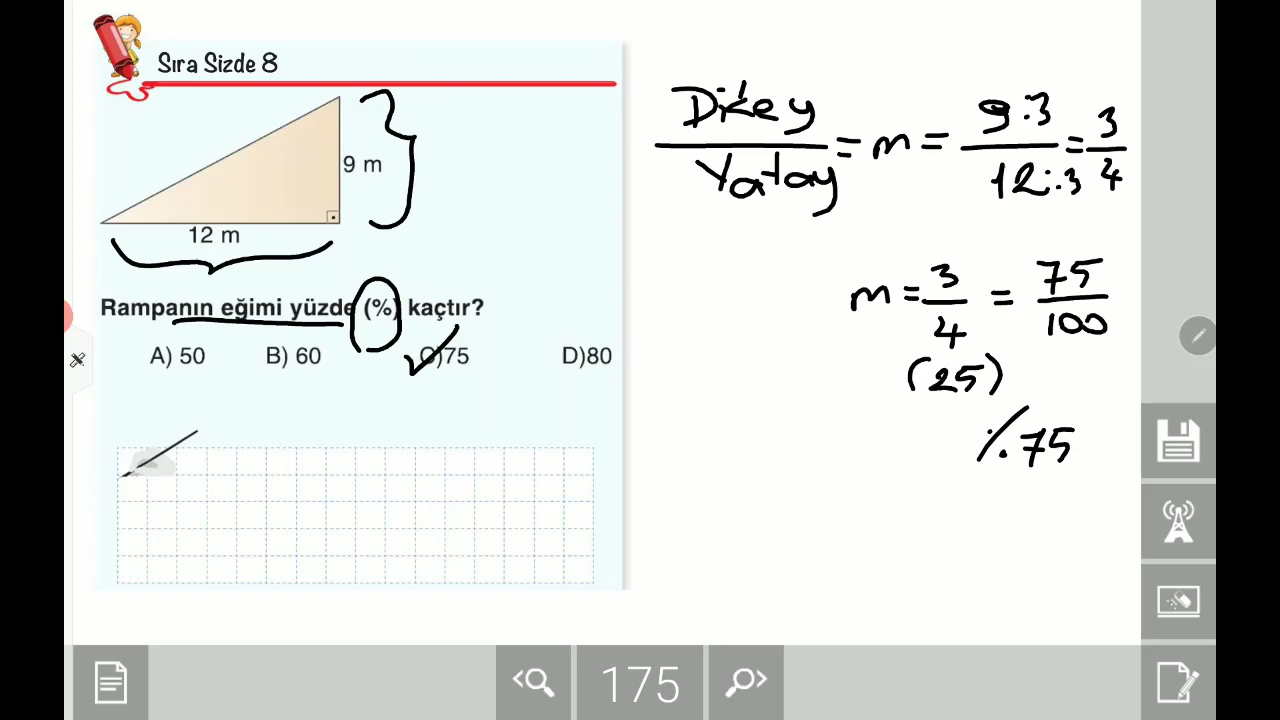 Sıra Sizde 8
9 m
12 m
Rampanın eğimi yüzde (%) kaçtır?
A) 50 B) 60 C)75 D)80
Dikey / Yatay = m = 9:3 / 12:3 = 3 / 4
m = 3 / 4 = 75 / 100
(25)
%75
175